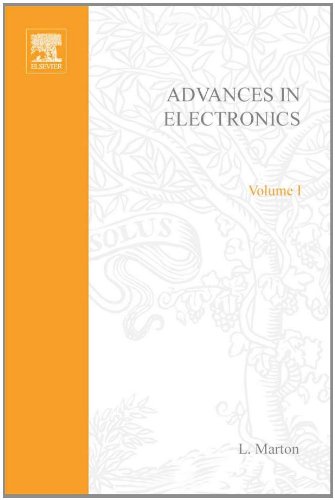 ELSEVIER
ADVANCES IN
ELECTRONICS
Volume I
SOLUS
L. Marton